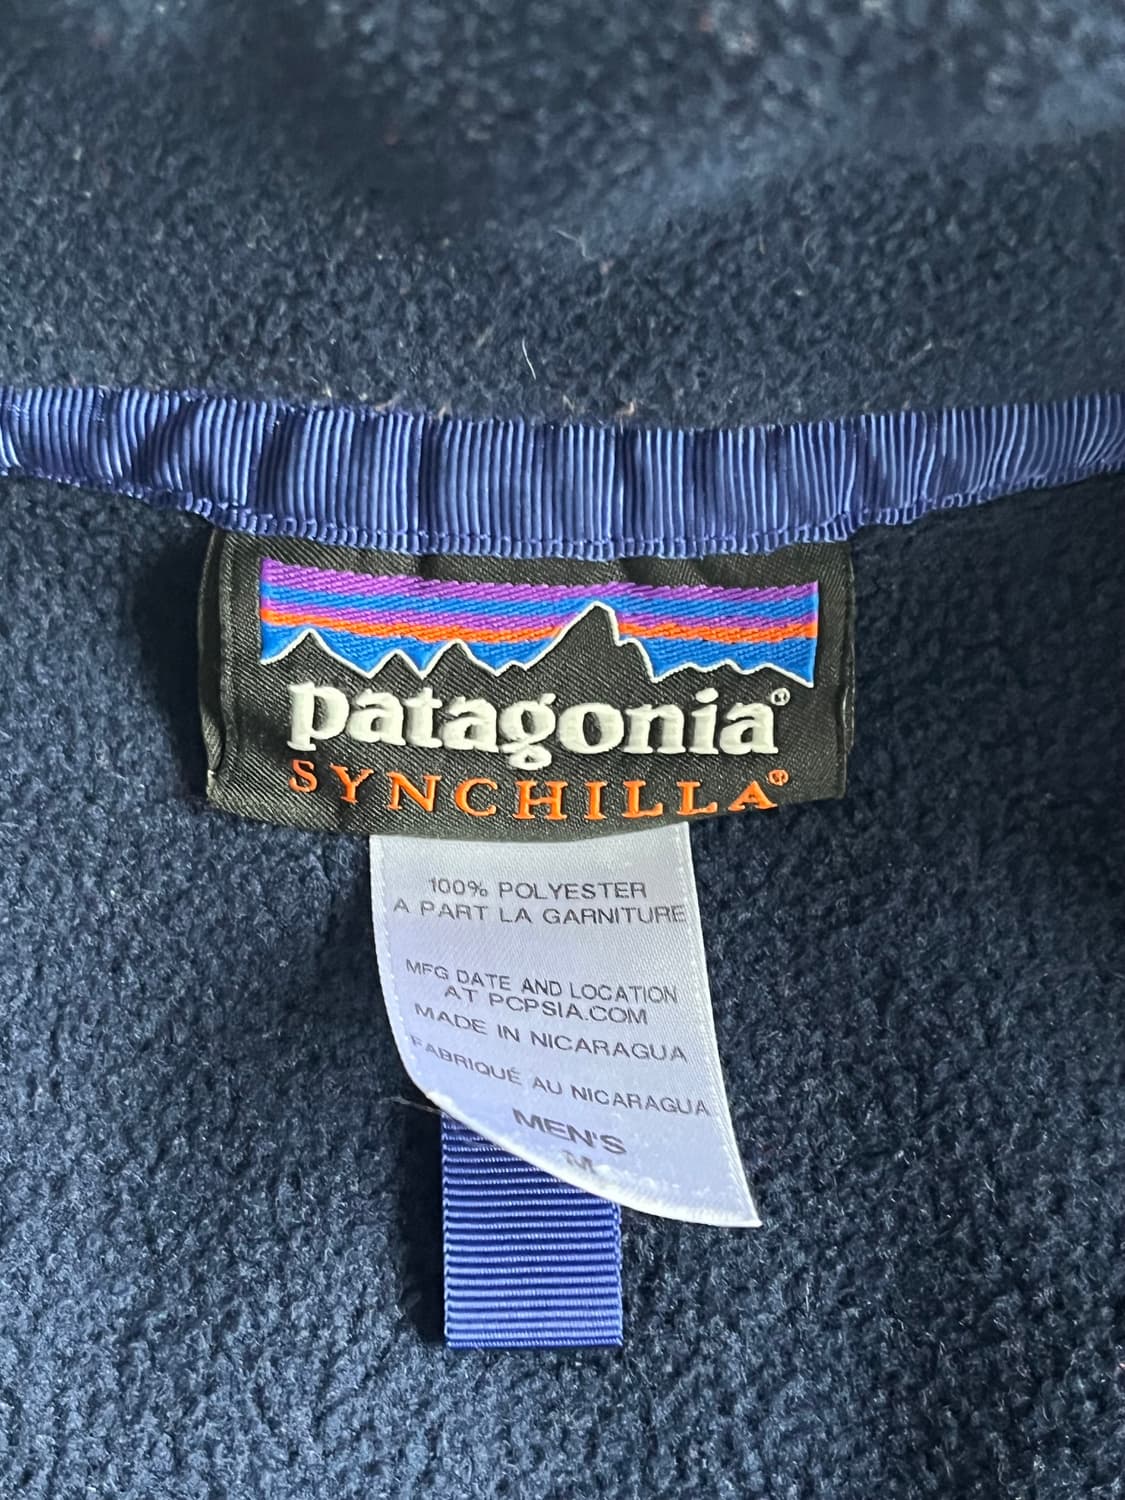 patagonia®
SYNCHILLA®
100% POLYESTER
A PART LA GARNITURE
MFG DATE AND LOCATION
AT PCPSIA.COM
MADE IN NICARAGUA
FABRIQUÉ AU NICARAGUA
MEN'S
M